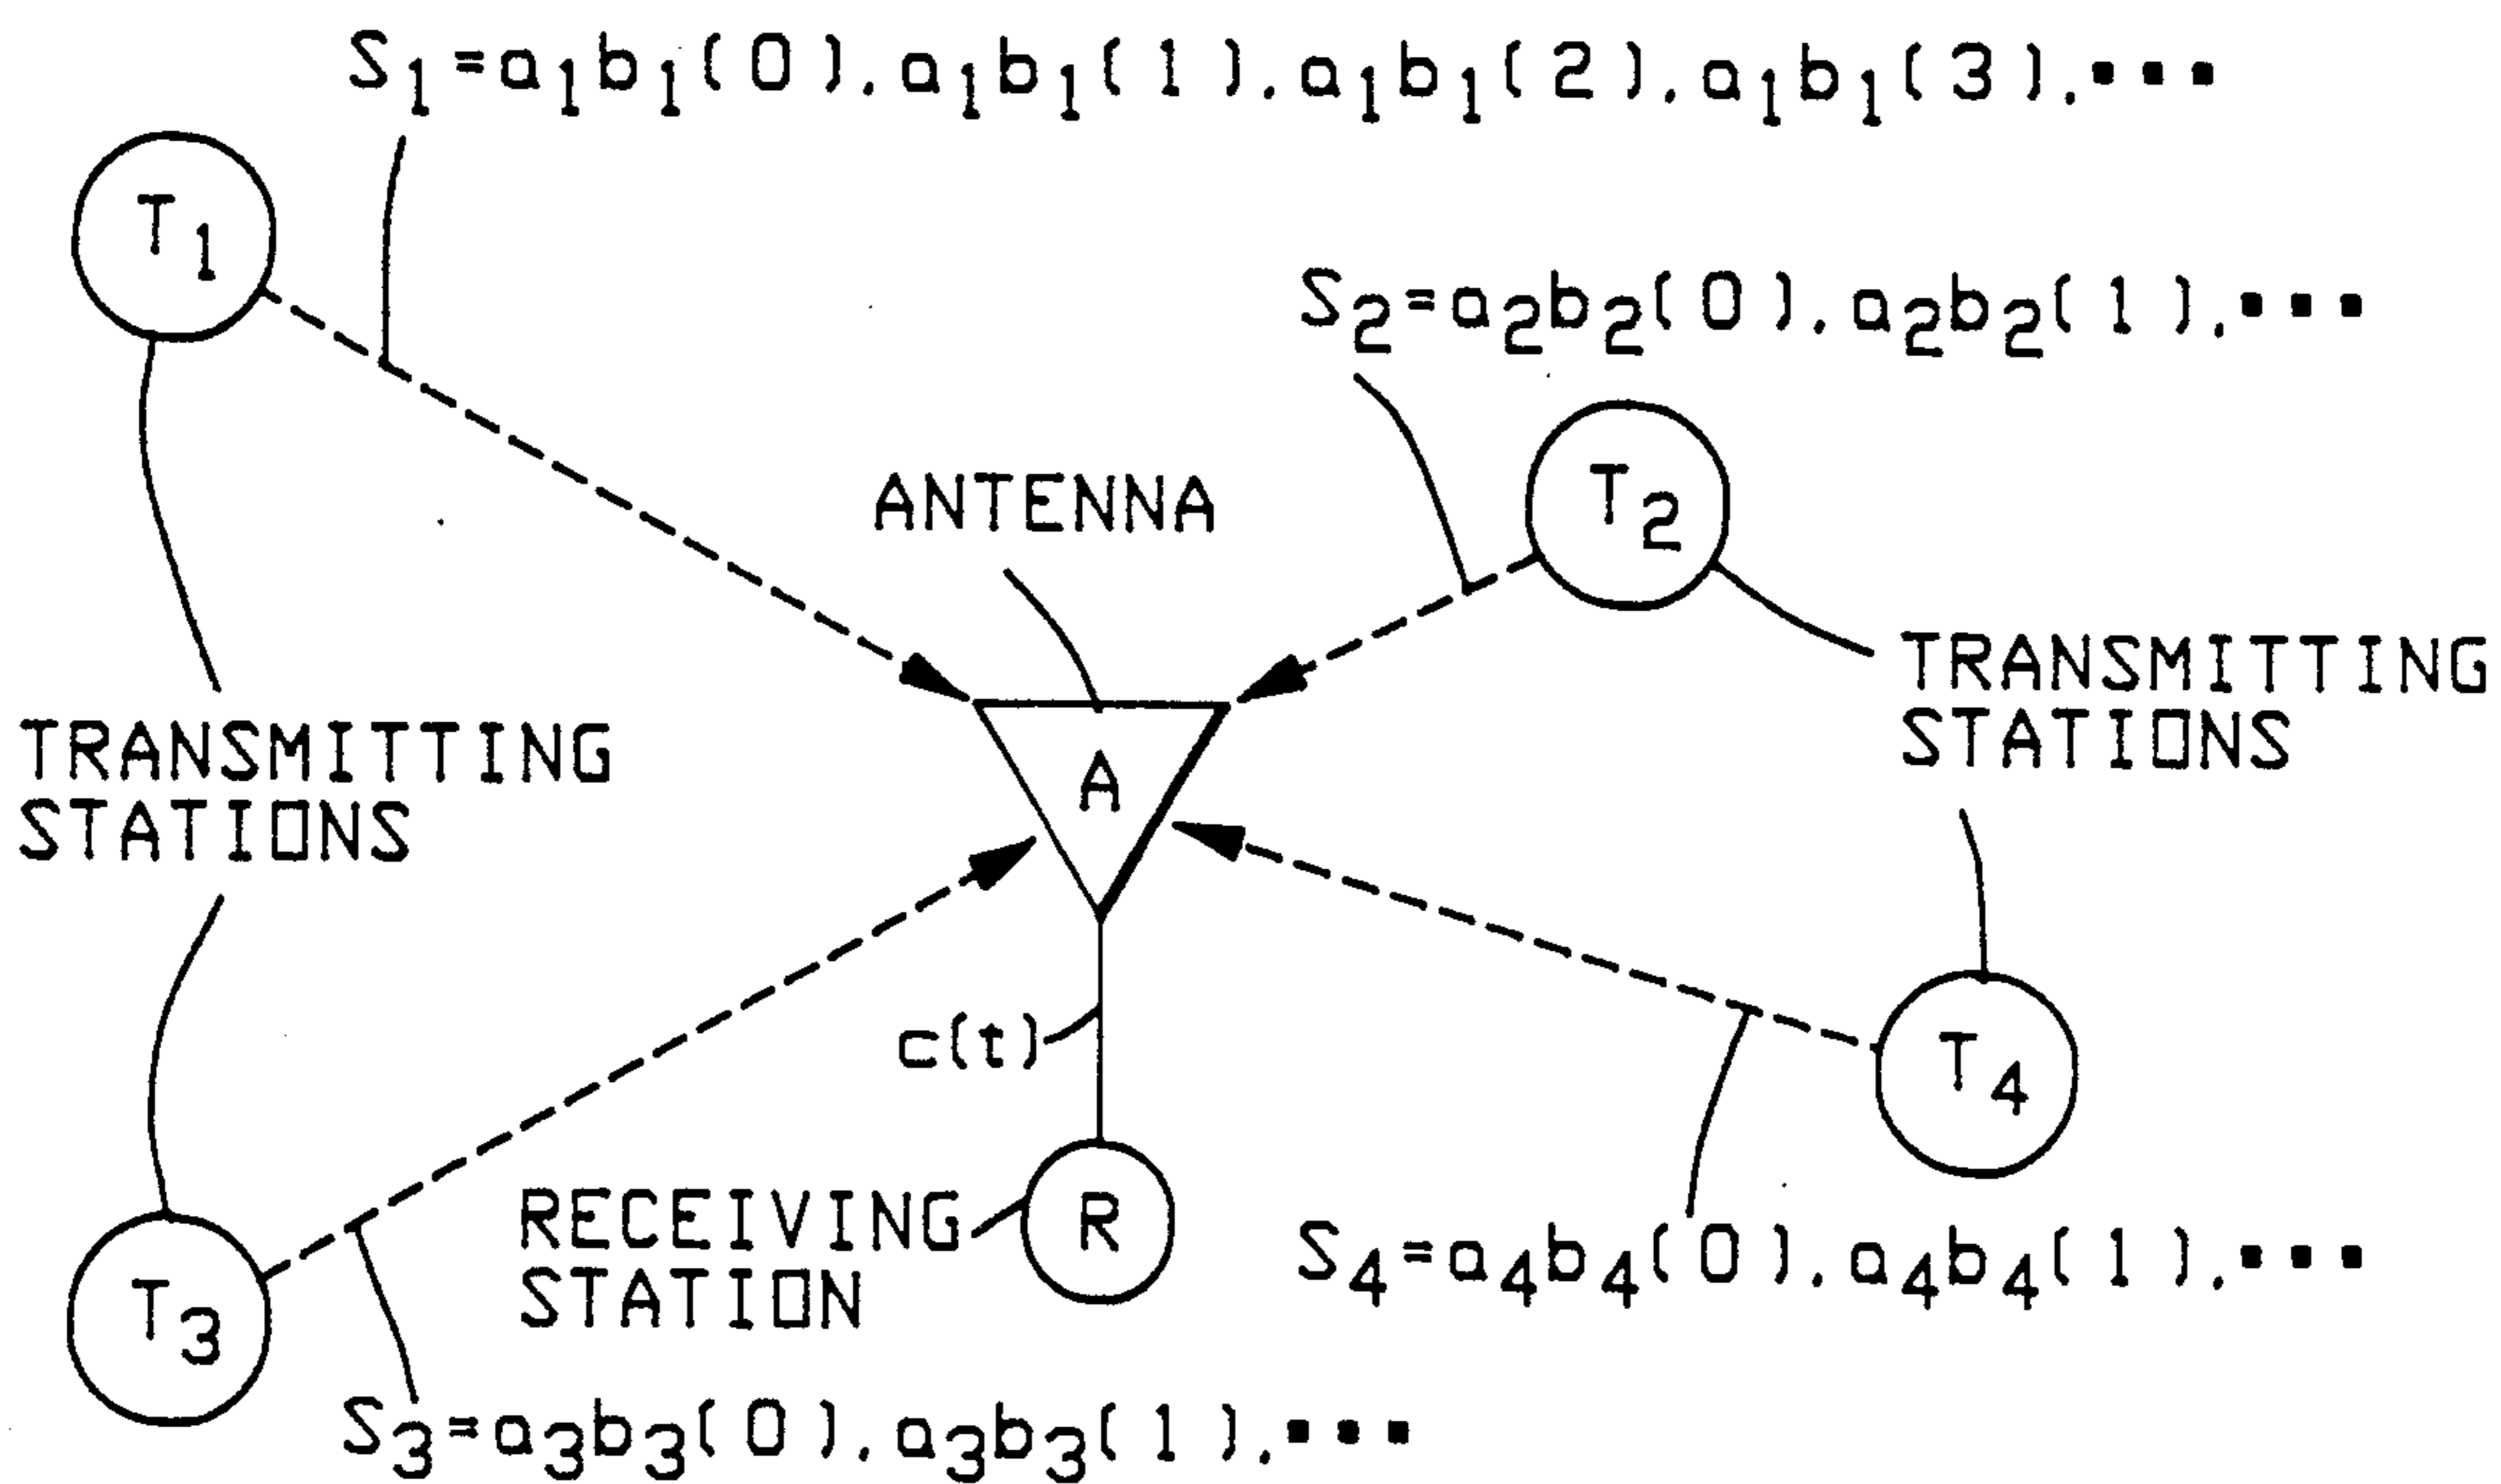 S₁=a₁b₁(0),a₁b₁(1),a₁b₁(2),a₁b₁(3),▪▪▪
T₁
S₂=a₂b₂(0),a₂b₂(1),▪▪▪
ANTENNA
T₂
TRANSMITTING
STATIONS
TRANSMITTING
STATIONS
A
c(t)
T₄
RECEIVING
STATION
R
S₄=a₄b₄(0),a₄b₄(1),▪▪▪
T₃
S₃=a₃b₃(0),a₃b₃(1),▪▪▪